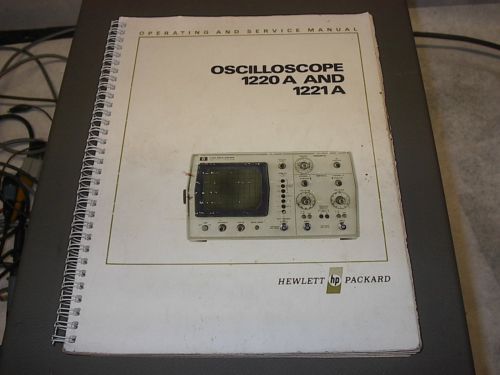 OPERATING AND SERVICE MANUAL
OSCILLOSCOPE
1220A AND
1221A
HEWLETT hp PACKARD